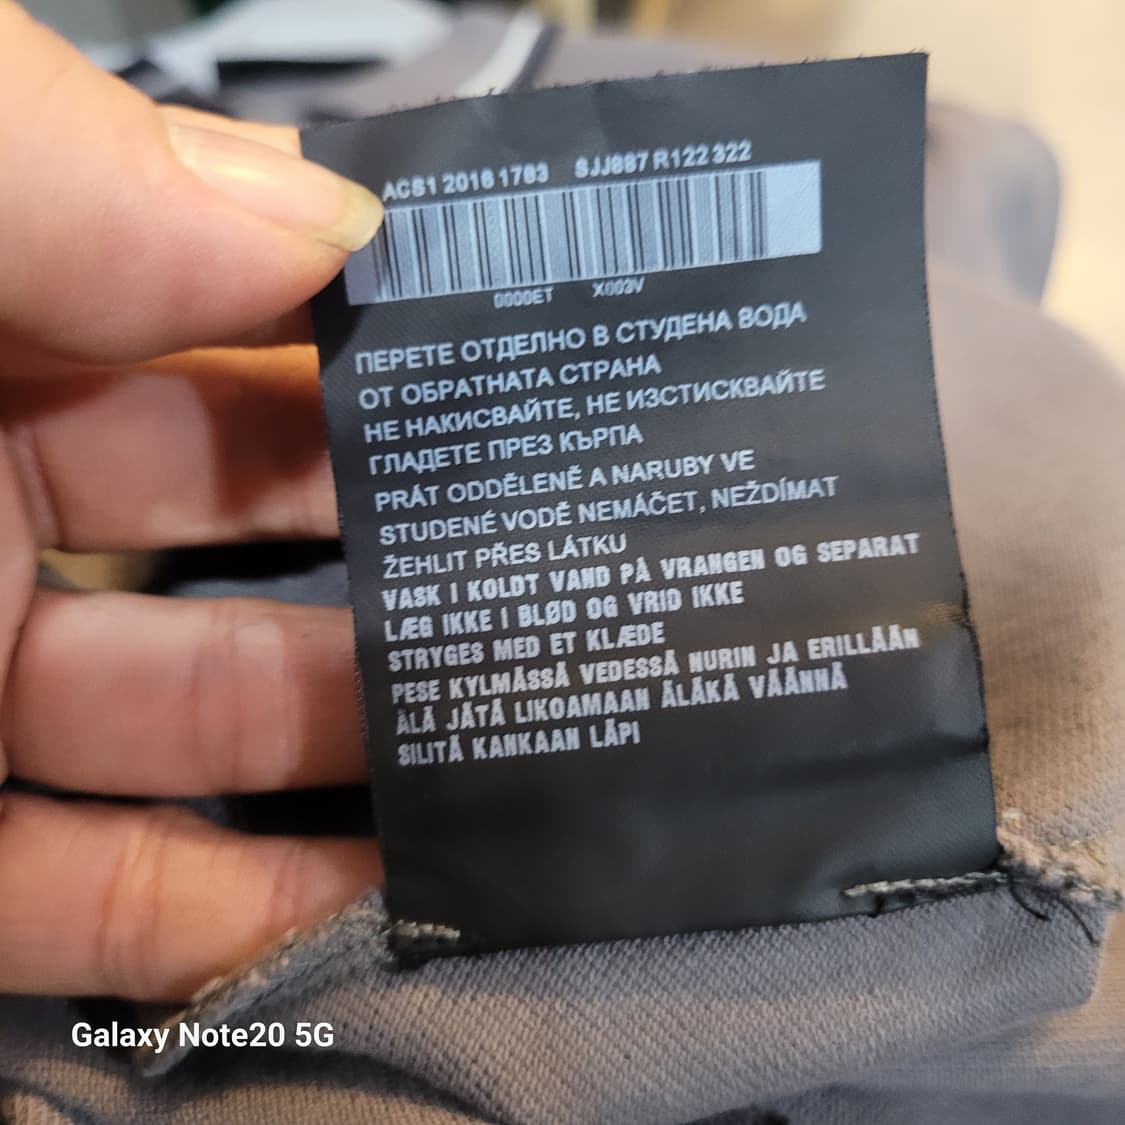 ACS1 2016 1793 SJJ887 R122 322
0000ET X003V
ПЕРЕТЕ ОТДЕЛНО В СТУДЕНА ВОДА
ОТ ОБРАТНАТА СТРАНА
НЕ НАКИСВАЙТЕ, НЕ ИЗСТИСКВАЙТЕ
ГЛАДЕТЕ ПРЕЗ КЪРПА
PRÁT ODDĚLENĚ A NARUBY VE
STUDENÉ VODĚ NEMÁČET, NEŽDÍMAT
ŽEHLIT PŘES LÁTKU
VASK I KOLDT VAND PÅ VRANGEN OG SEPARAT
LÆG IKKE I BLØD OG VRID IKKE
STRYGES MED ET KLÆDE
PESE KYLMÄSSÄ VEDESSÄ NURIN JA ERILLÄÄN
ÄLÄ JÄTÄ LIKOAMAAN ÄLÄKÄ VÄÄNNÄ
SILITÄ KANKAAN LÄPI
Galaxy Note20 5G